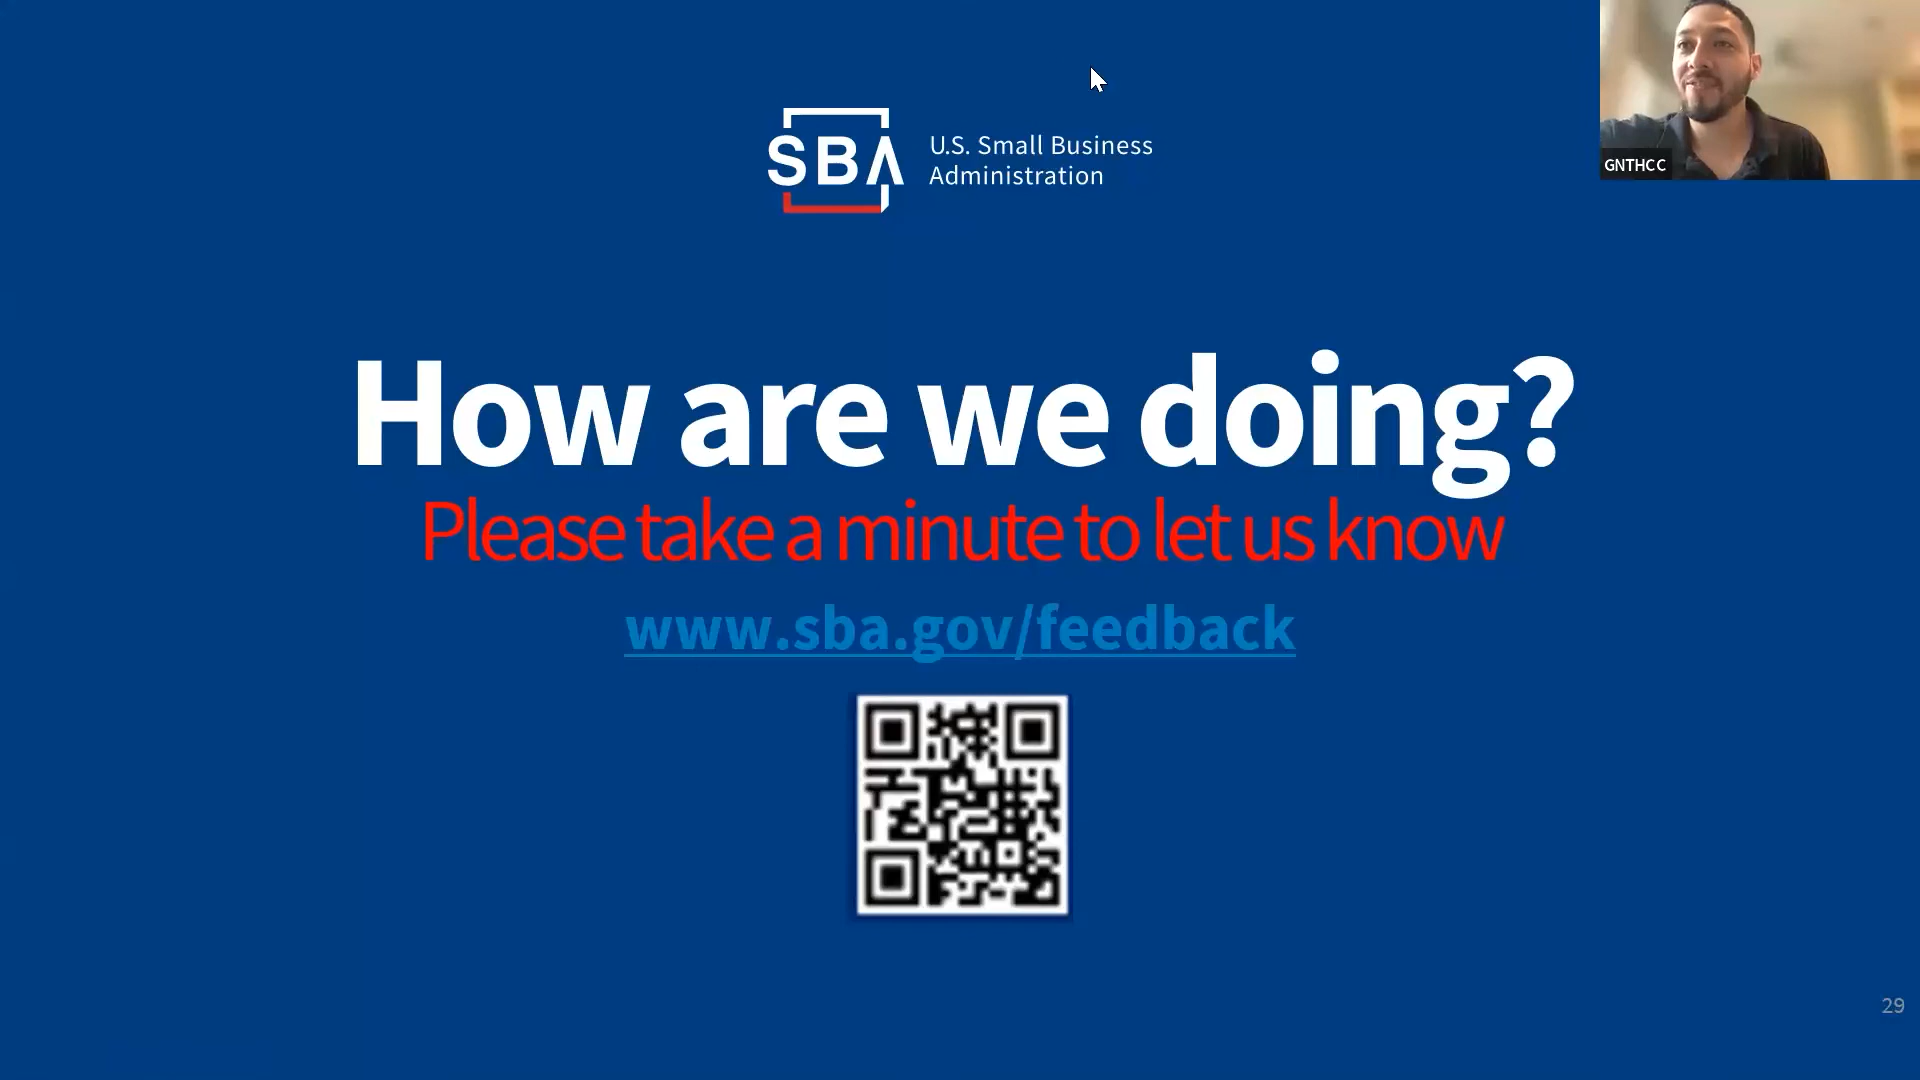 SBA
U.S. Small Business
Administration
GNTHCC
How are we doing?
Please take a minute to let us know
www.sba.gov/feedback
29